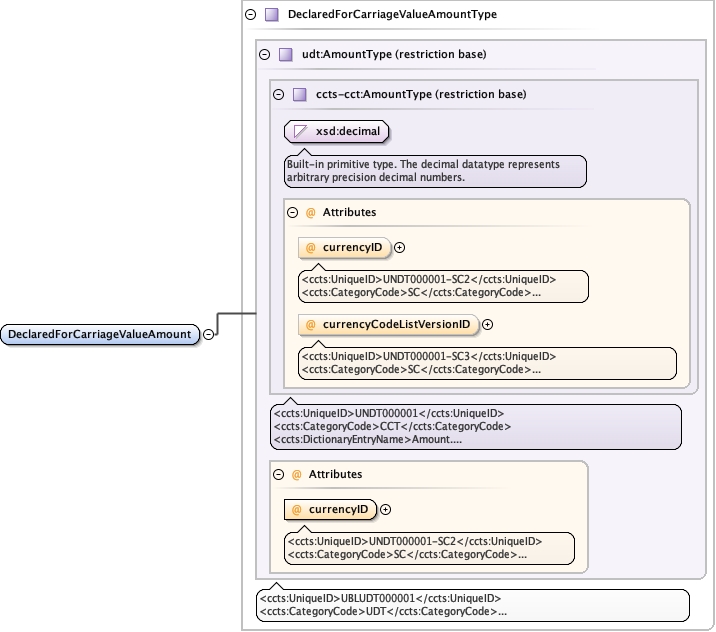 DeclaredForCarriageValueAmountType
udt:AmountType (restriction base)
ccts-cct:AmountType (restriction base)
xsd:decimal
Built-in primitive type. The decimal datatype represents
arbitrary precision decimal numbers.
@ Attributes
@ currencyID
<ccts:UniqueID>UNDT000001-SC2</ccts:UniqueID>
<ccts:CategoryCode>SC</ccts:CategoryCode>...
@ currencyCodeListVersionID
<ccts:UniqueID>UNDT000001-SC3</ccts:UniqueID>
<ccts:CategoryCode>SC</ccts:CategoryCode>...
DeclaredForCarriageValueAmount
<ccts:UniqueID>UNDT000001</ccts:UniqueID>
<ccts:CategoryCode>CCT</ccts:CategoryCode>
<ccts:DictionaryEntryName>Amount....
@ Attributes
@ currencyID
<ccts:UniqueID>UNDT000001-SC2</ccts:UniqueID>
<ccts:CategoryCode>SC</ccts:CategoryCode>...
<ccts:UniqueID>UBLUDT000001</ccts:UniqueID>
<ccts:CategoryCode>UDT</ccts:CategoryCode>...